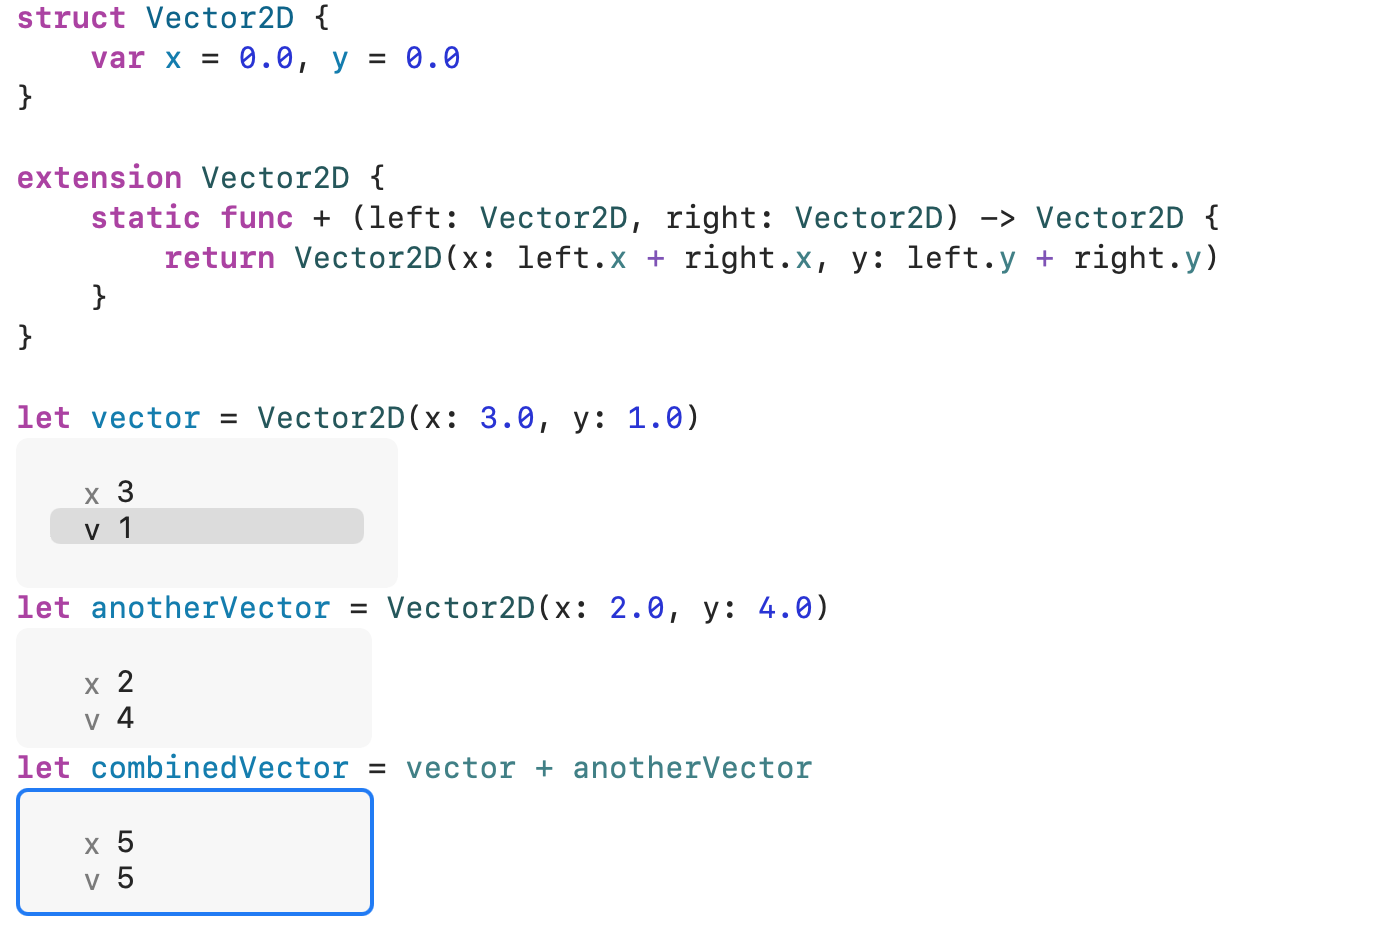 struct Vector2D {
    var x = 0.0, y = 0.0
}
extension Vector2D {
    static func + (left: Vector2D, right: Vector2D) -> Vector2D {
        return Vector2D(x: left.x + right.x, y: left.y + right.y)
    }
}
let vector = Vector2D(x: 3.0, y: 1.0)
x 3
v 1
let anotherVector = Vector2D(x: 2.0, y: 4.0)
x 2
v 4
let combinedVector = vector + anotherVector
x 5
v 5